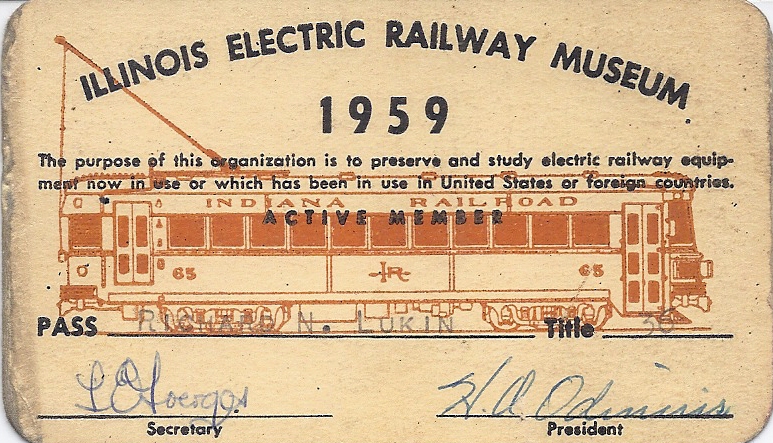 ILLINOIS ELECTRIC RAILWAY MUSEUM
1959
The purpose of this organization is to preserve and study electric railway equip-
ment now in use or which has been in use in United States or foreign countries.
INDIANA RAILROAD
ACTIVE MEMBER
65 IR 65
PASS RICHARD N. LUKIN Title
Secretary President